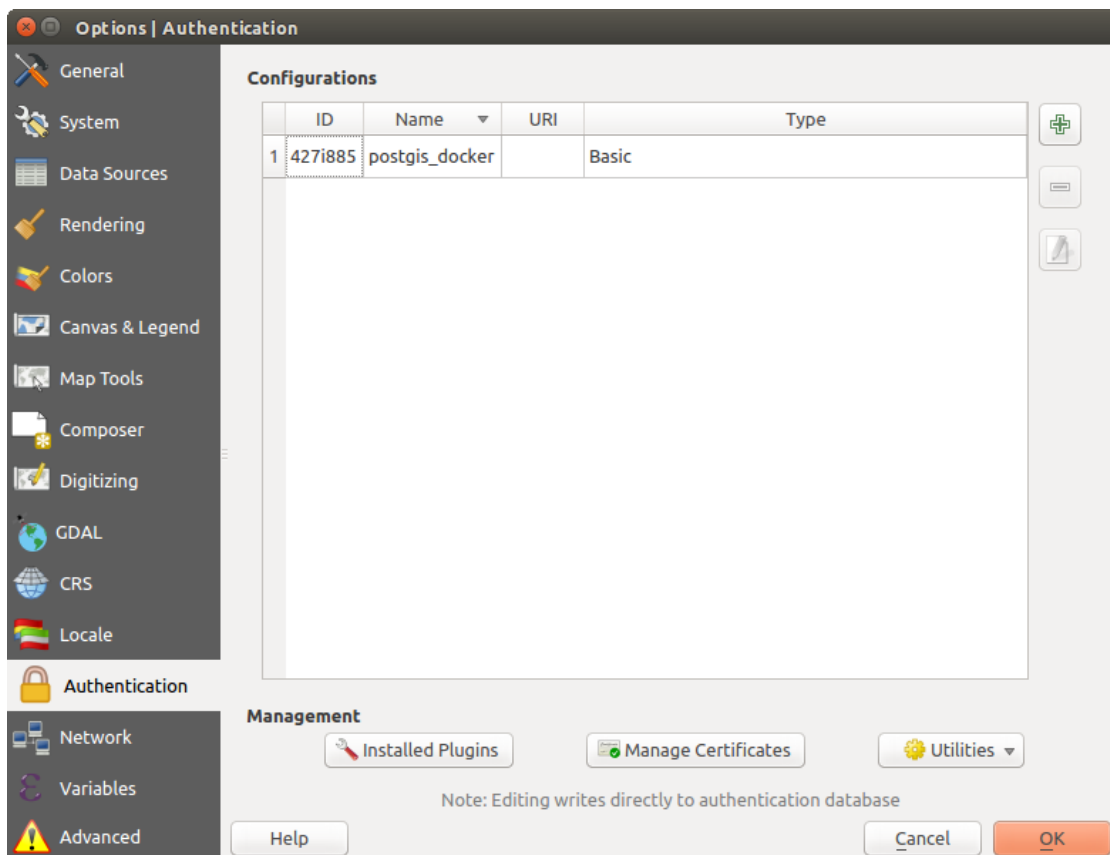 Options | Authentication
General
System
Data Sources
Rendering
Colors
Canvas & Legend
Map Tools
Composer
Digitizing
GDAL
CRS
Locale
Authentication
Network
Variables
Advanced
Configurations
ID Name URI Type
1 427i885 postgis_docker Basic
Management
Installed Plugins Manage Certificates Utilities
Note: Editing writes directly to authentication database
Help Cancel OK